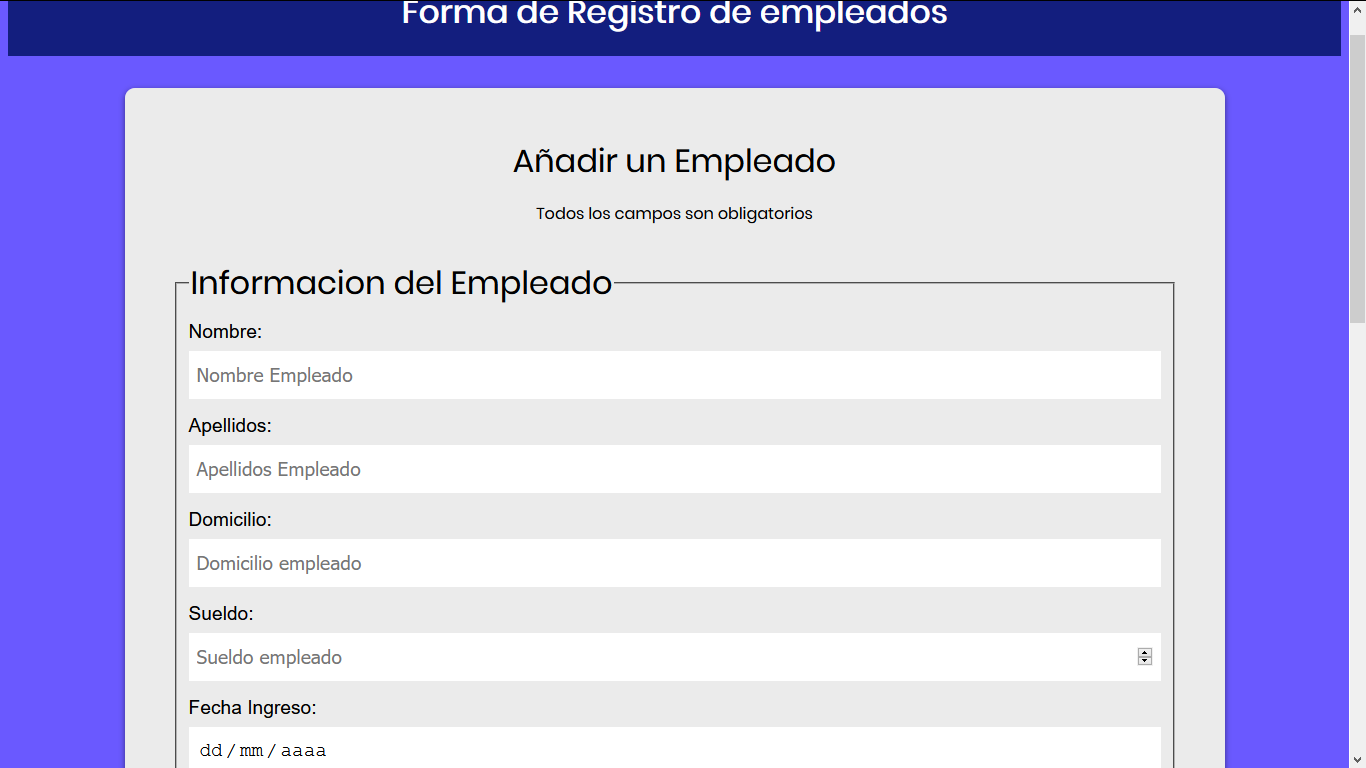 Forma de Registro de empleados
Añadir un Empleado
Todos los campos son obligatorios
Informacion del Empleado
Nombre:
Nombre Empleado
Apellidos:
Apellidos Empleado
Domicilio:
Domicilio empleado
Sueldo:
Sueldo empleado
Fecha Ingreso:
dd / mm / aaaa